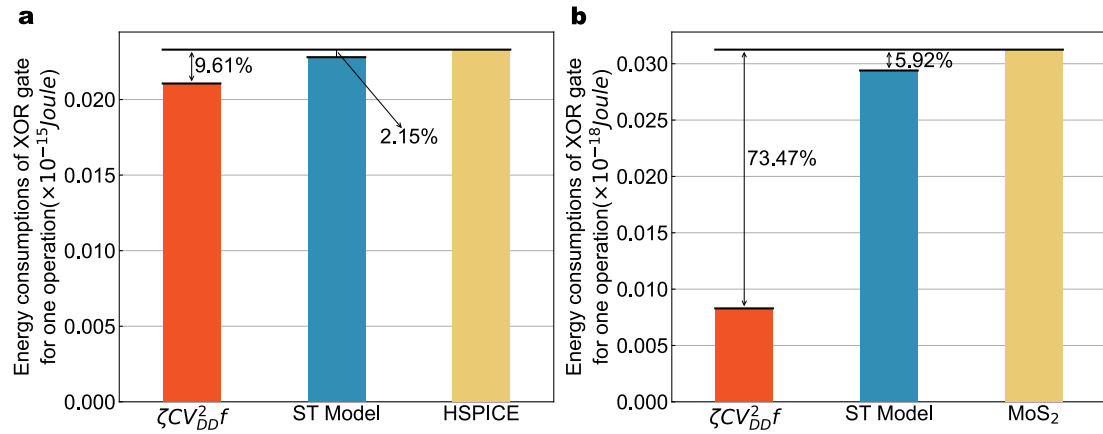 a
Energy consumptions of XOR gate
for one operation(×10⁻¹⁵Joule)
0.020
0.015
0.010
0.005
0.000
9.61%
2.15%
ζCV²_DD f
ST Model
HSPICE
b
Energy consumptions of XOR gate
for one operation(×10⁻¹⁸Joule)
0.030
0.025
0.020
0.015
0.010
0.005
0.000
73.47%
5.92%
ζCV²_DD f
ST Model
MoS₂